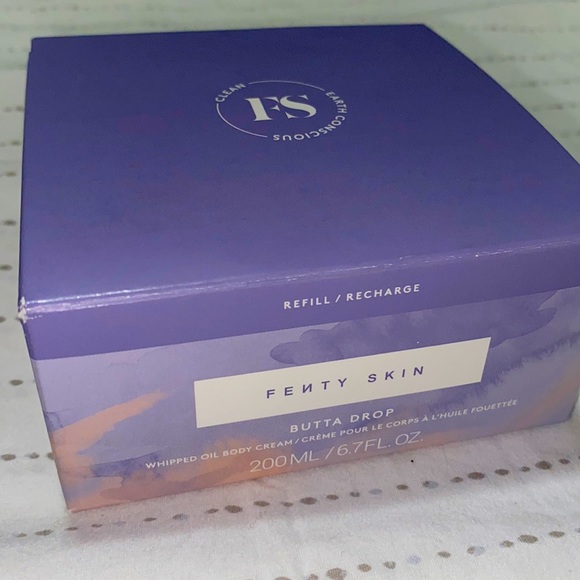 CLEAN
FS
EARTH CONSCIOUS
REFILL / RECHARGE
FEИTY SKIN
BUTTA DROP
WHIPPED OIL BODY CREAM / CRÈME POUR LE CORPS À L'HUILE FOUETTÉE
200 ML / 6.7 FL. OZ.